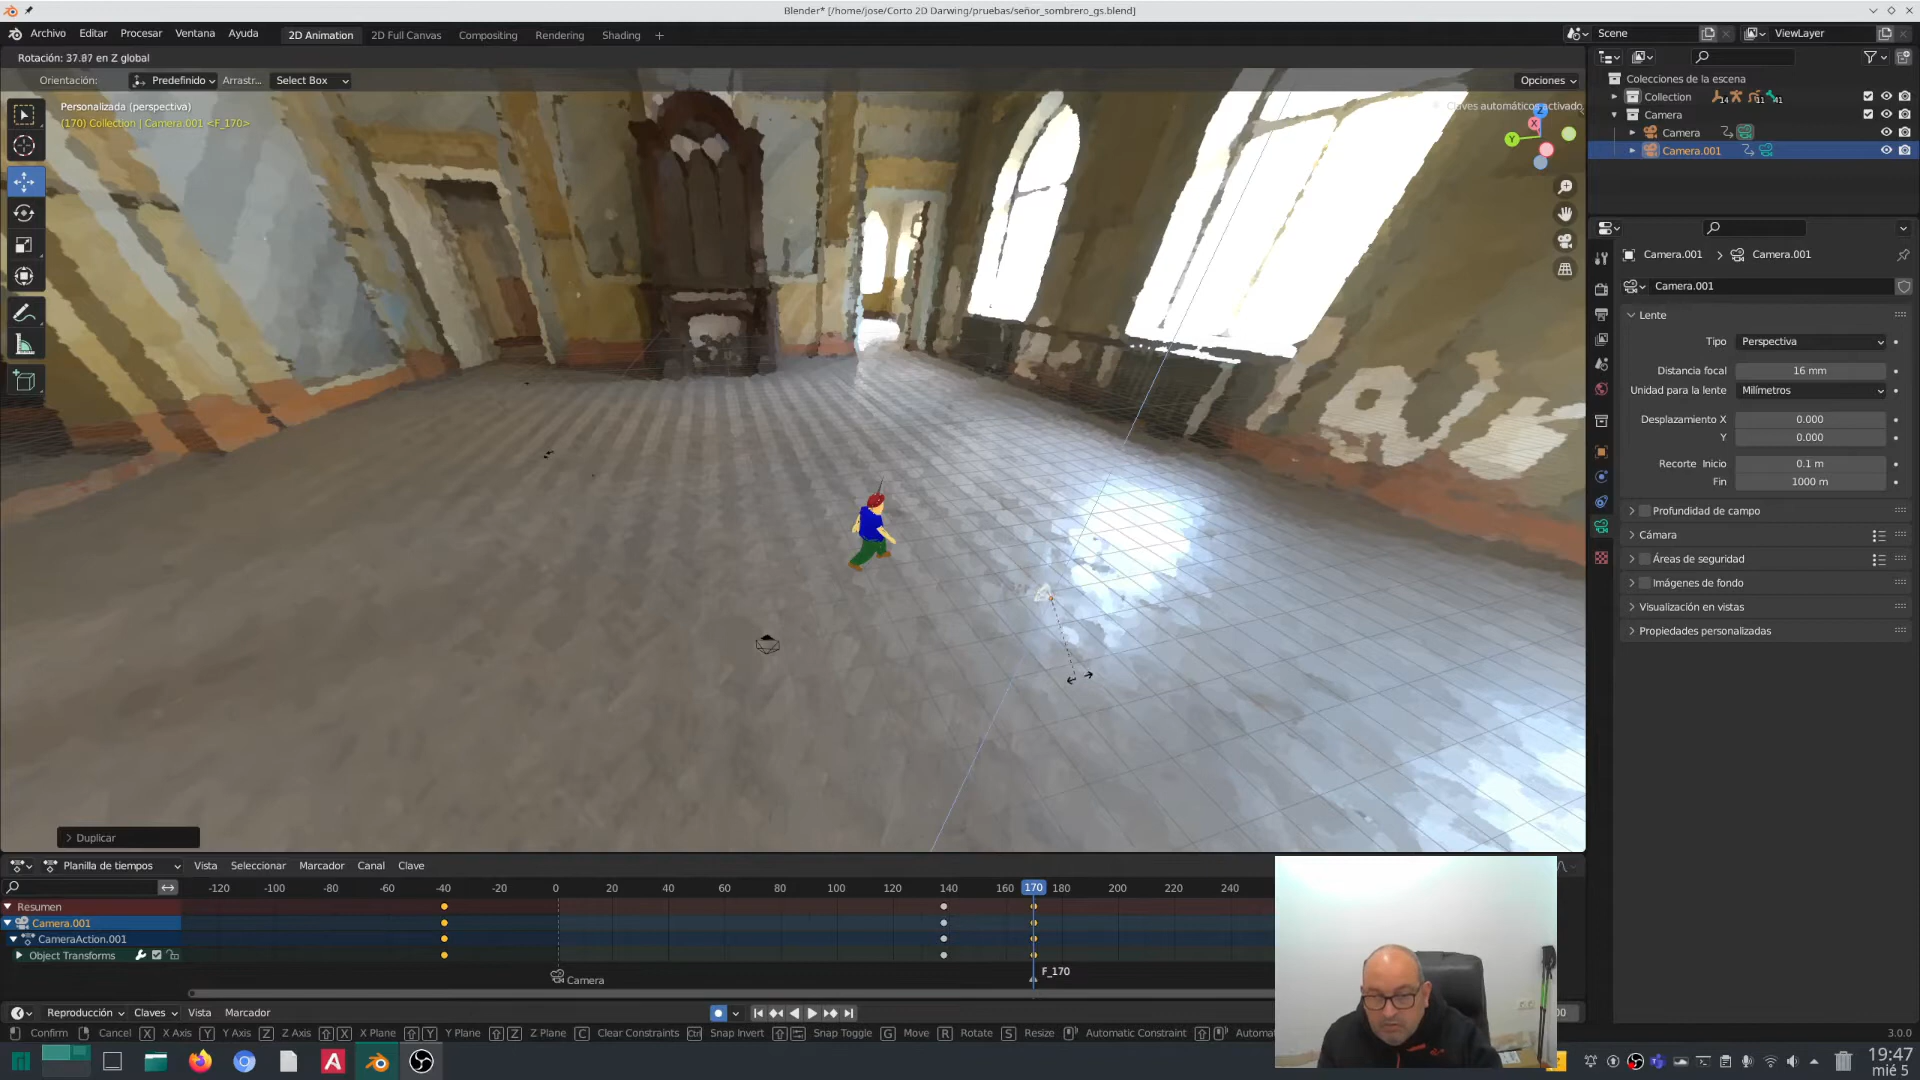 Blender* [/home/jose/Corto 2D Darwing/pruebas/señor_sombrero_gs.blend]
Archivo Editar Procesar Ventana Ayuda 2D Animation 2D Full Canvas Compositing Rendering Shading Scene ViewLayer
Rotación: 37.87 en Z global
Orientación: Predefinido Arrastr... Select Box Opciones
Personalizada (perspectiva) Claves automáticos activado
(170) Collection | Camera.001 <F_170>
X
Y
Z
Colecciones de la escena
Collection 14 11 41
Camera
Camera
Camera.001
Camera.001 Camera.001
Camera.001
Lente
Tipo Perspectiva
Distancia focal 16 mm
Unidad para la lente Milímetros
Desplazamiento X 0.000
Y 0.000
Recorte Inicio 0.1 m
Fin 1000 m
Profundidad de campo
Cámara
Áreas de seguridad
Imágenes de fondo
Visualización en vistas
Propiedades personalizadas
Duplicar
Planilla de tiempos Vista Seleccionar Marcador Canal Clave
-120 -100 -80 -60 -40 -20 0 20 40 60 80 100 120 140 160 170 180 200 220 240
Resumen
Camera.001
CameraAction.001
Object Transforms
Camera F_170
Reproducción Claves Vista Marcador
Confirm Cancel X X Axis Y Y Axis Z Z Axis X X Plane Y Y Plane Z Z Plane C Clear Constraints Ctrl Snap Invert Snap Toggle G Move R Rotate S Resize Automatic Constraint Automa
3.0.0
19:47
mié 5